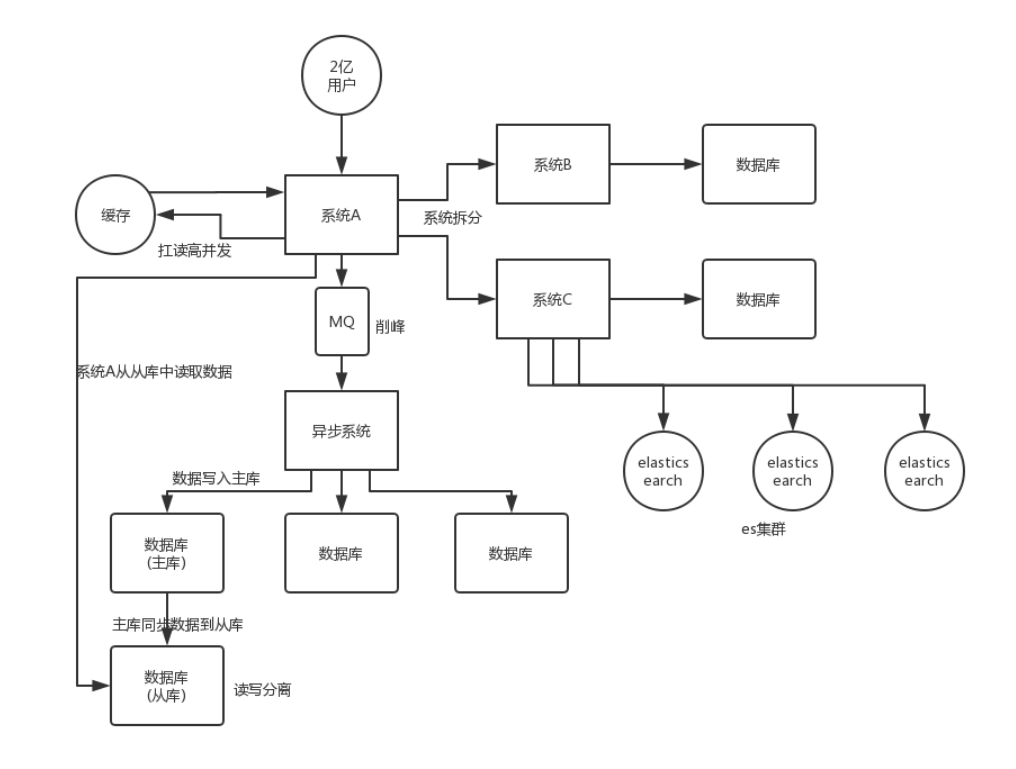 2亿
用户
系统B
数据库
缓存
系统A
系统拆分
扛读高并发
系统C
数据库
MQ
削峰
系统A从从库中读取数据
异步系统
elastics
earch
elastics
earch
elastics
earch
数据写入主库
es集群
数据库
(主库)
数据库
数据库
主库同步数据到从库
数据库
(从库)
读写分离